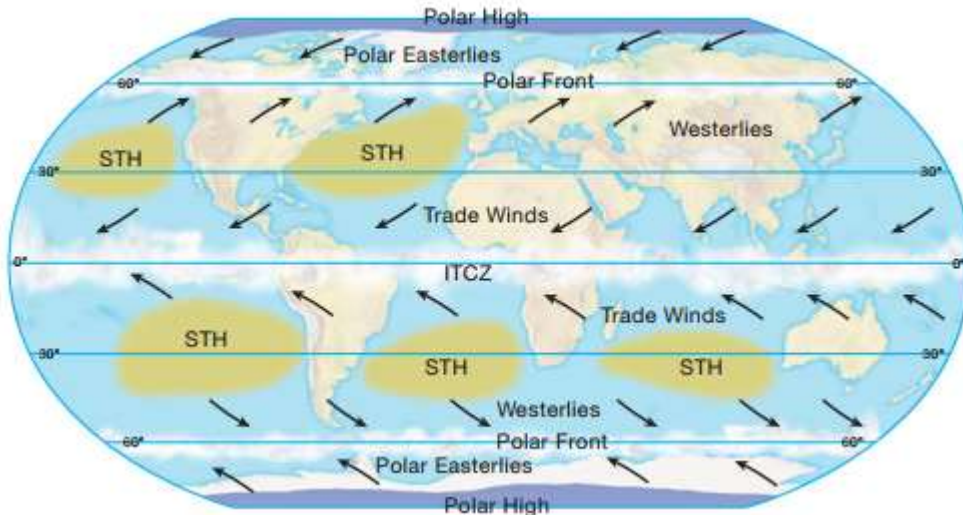 Polar High
Polar Easterlies
60° Polar Front 60°
Westerlies
STH STH
30° 30°
Trade Winds
0° 0°
ITCZ
Trade Winds
STH
30° 30°
STH STH
Westerlies
60° Polar Front 60°
Polar Easterlies
Polar High